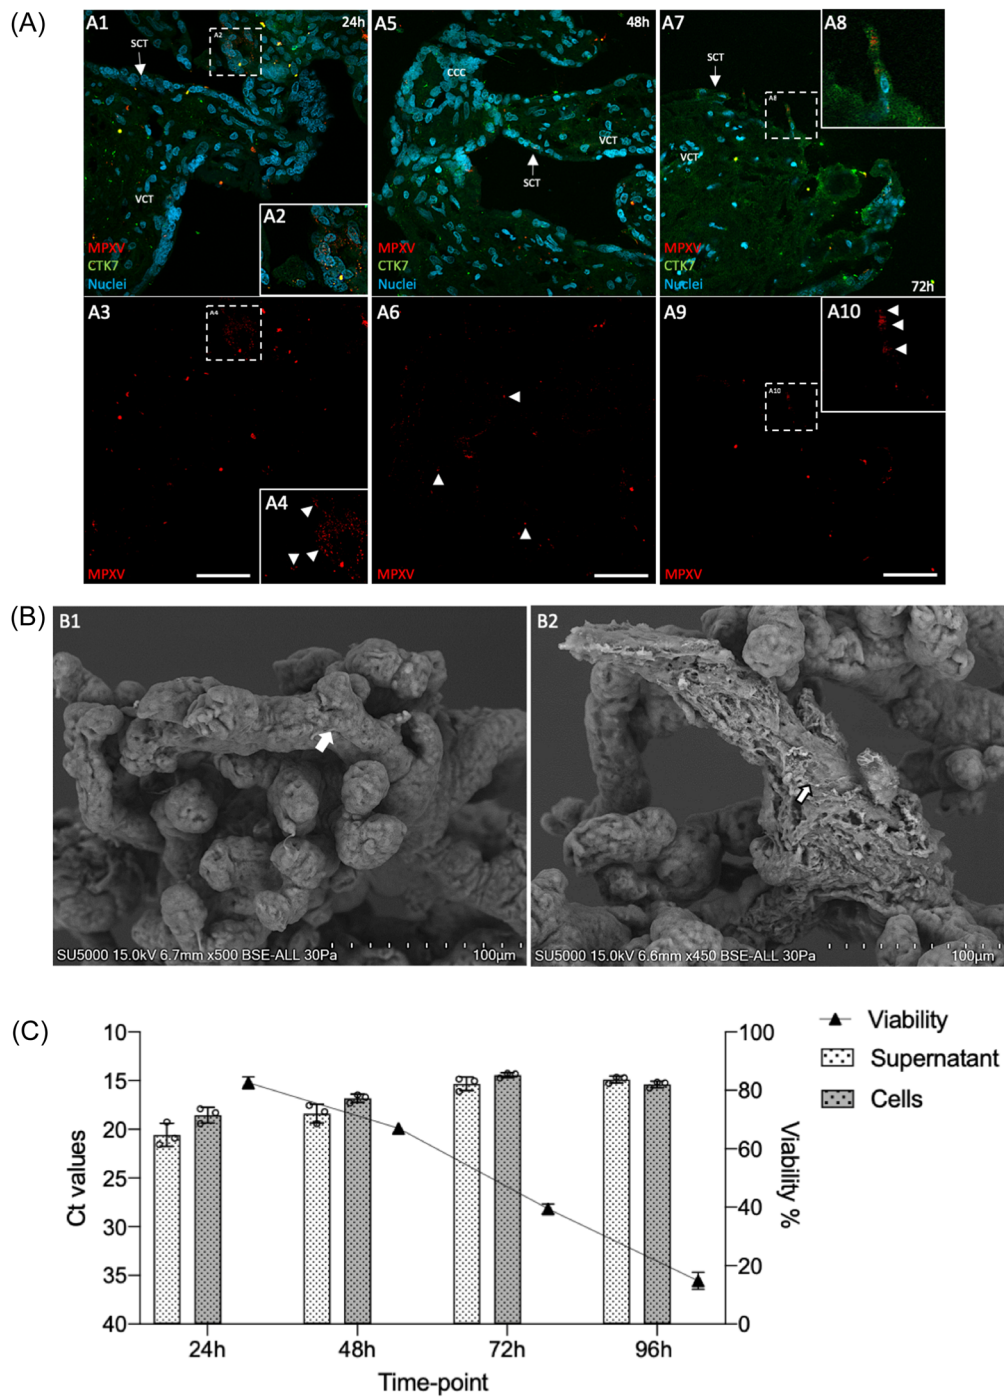 (A)
A1
24h
SCT
A2
VCT
A2
MPXV
CTK7
Nuclei
A5
48h
CCC
VCT
SCT
MPXV
CTK7
Nuclei
A7
A8
SCT
A8
VCT
MPXV
CTK7
Nuclei
72h
A3
A4
A4
MPXV
A6
MPXV
A9
A10
A10
MPXV
(B)
B1
SU5000 15.0kV 6.7mm x500 BSE-ALL 30Pa
100µm
B2
SU5000 15.0kV 6.6mm x450 BSE-ALL 30Pa
100µm
(C)
10
15
20
25
30
35
40
Ct values
100
80
60
40
20
0
Viability %
24h
48h
72h
96h
Time-point
Viability
Supernatant
Cells